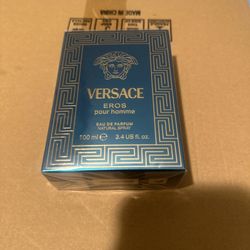 MADE IN CHINA
VERSACE
EROS
pour homme
EAU DE PARFUM
NATURAL SPRAY
100 ml e 3.4 US fl. oz.